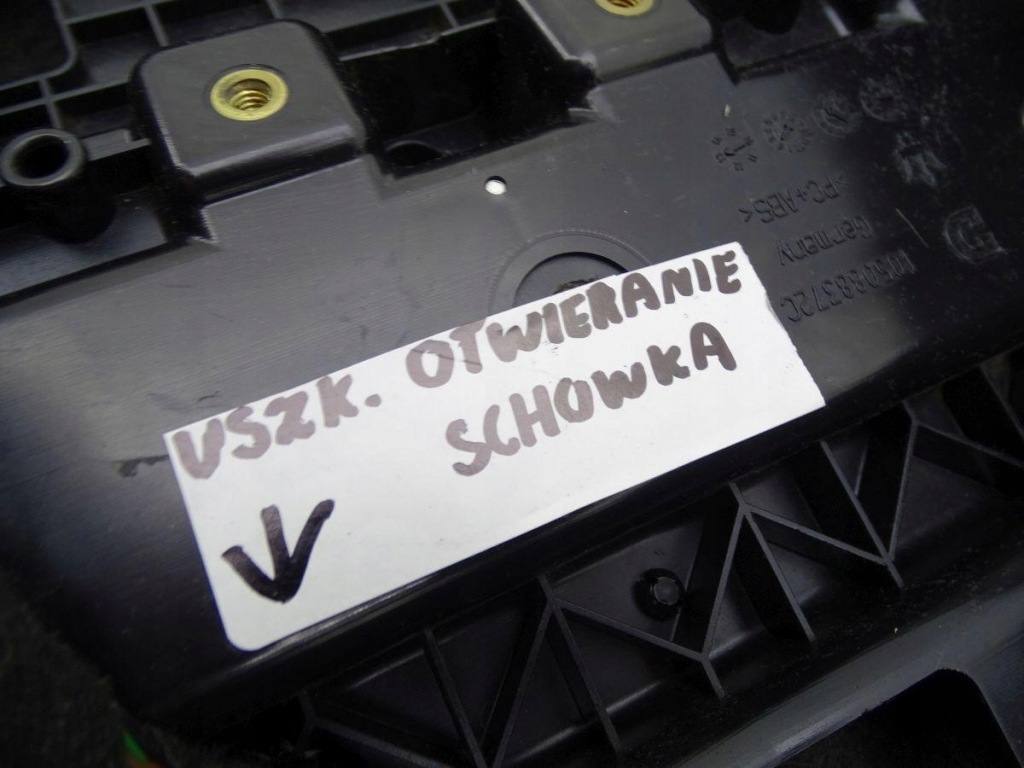 USZK. OTWIERANIE
SCHOWKA
>PC+ABS<
Germany